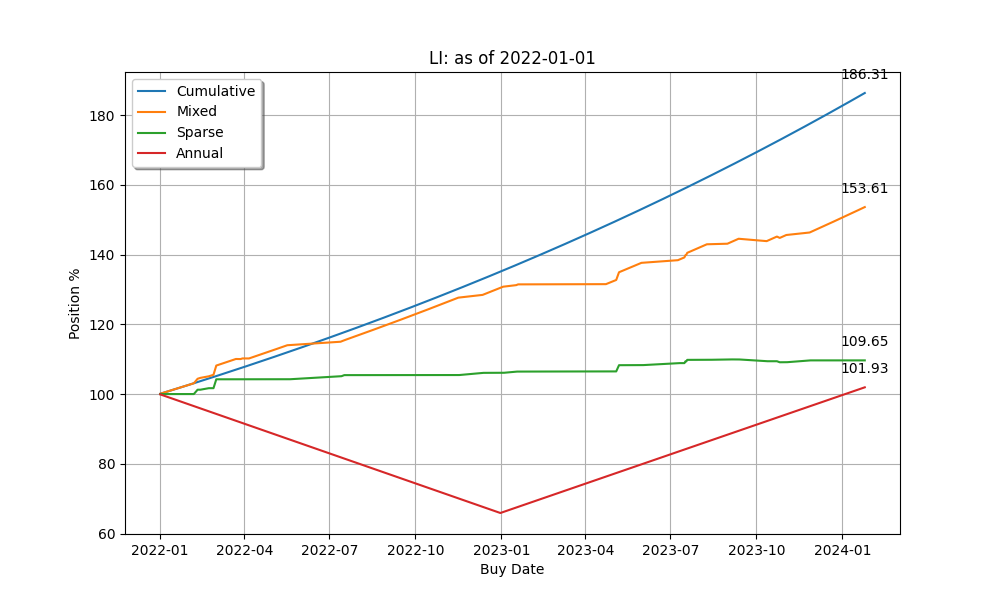 LI: as of 2022-01-01
Cumulative
Mixed
Sparse
Annual
186.31
153.61
109.65
101.93
180
160
140
120
100
80
60
Position %
2022-01 2022-04 2022-07 2022-10 2023-01 2023-04 2023-07 2023-10 2024-01
Buy Date